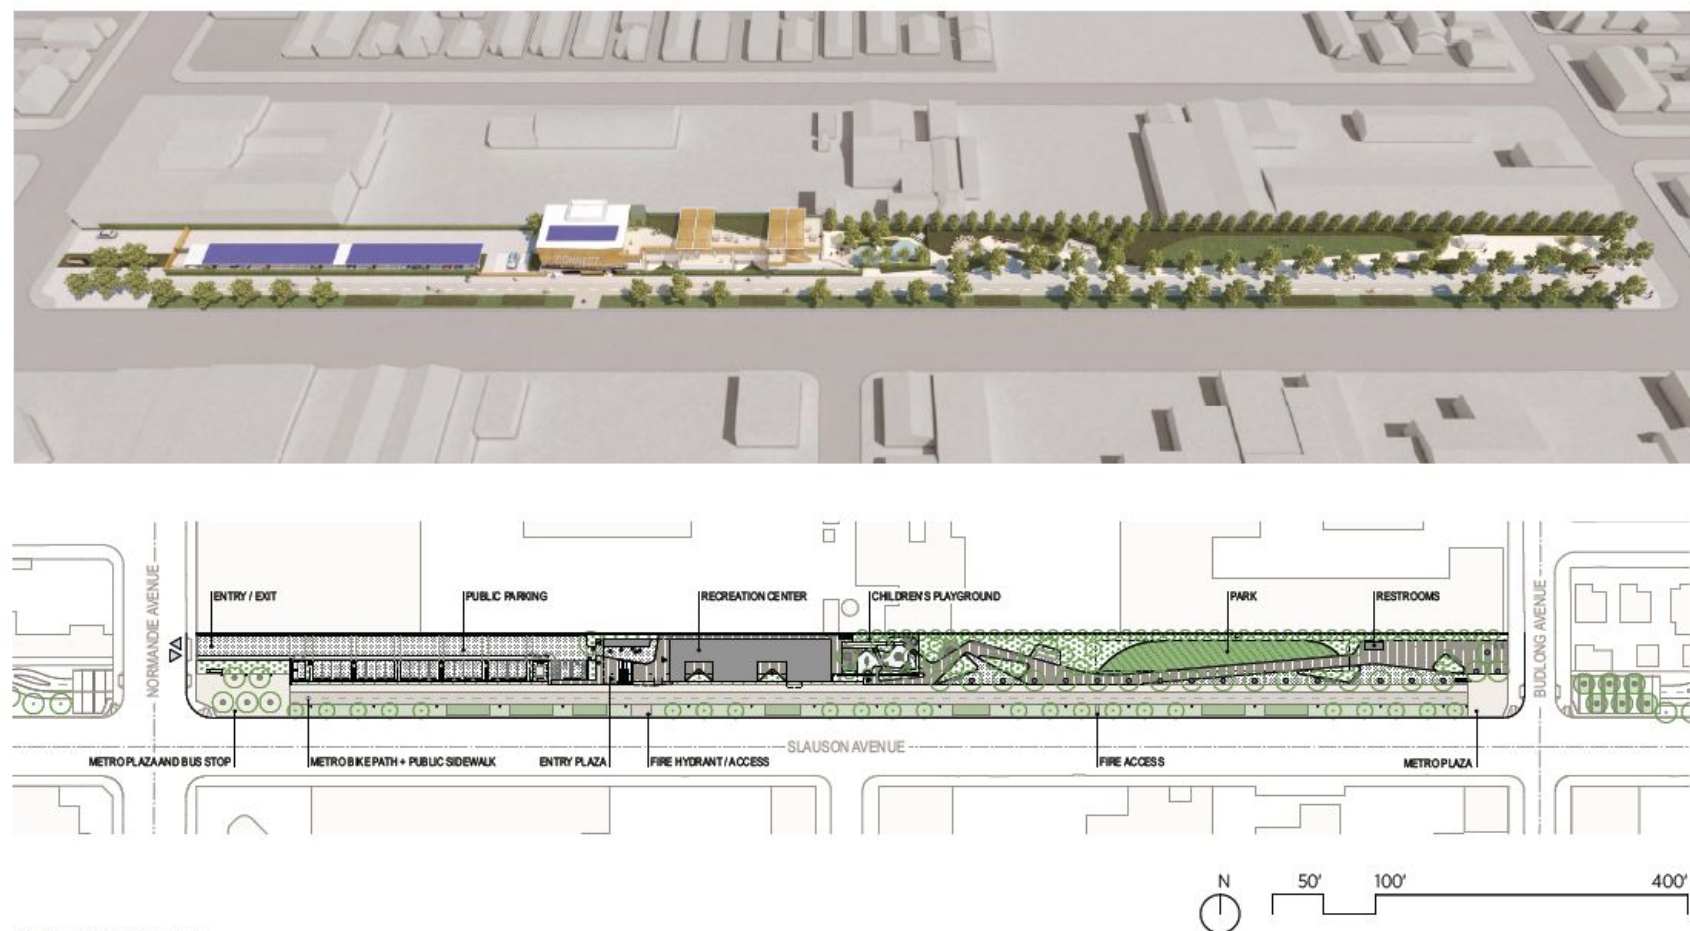 CONNECT
ENTRY / EXIT
PUBLIC PARKING
RECREATION CENTER
CHILDREN'S PLAYGROUND
PARK
RESTROOMS
NORMANDIE AVENUE
BUDLONG AVENUE
SLAUSON AVENUE
METRO PLAZA AND BUS STOP
METRO BIKE PATH + PUBLIC SIDEWALK
ENTRY PLAZA
FIRE HYDRANT / ACCESS
FIRE ACCESS
METRO PLAZA
N
50'
100'
400'